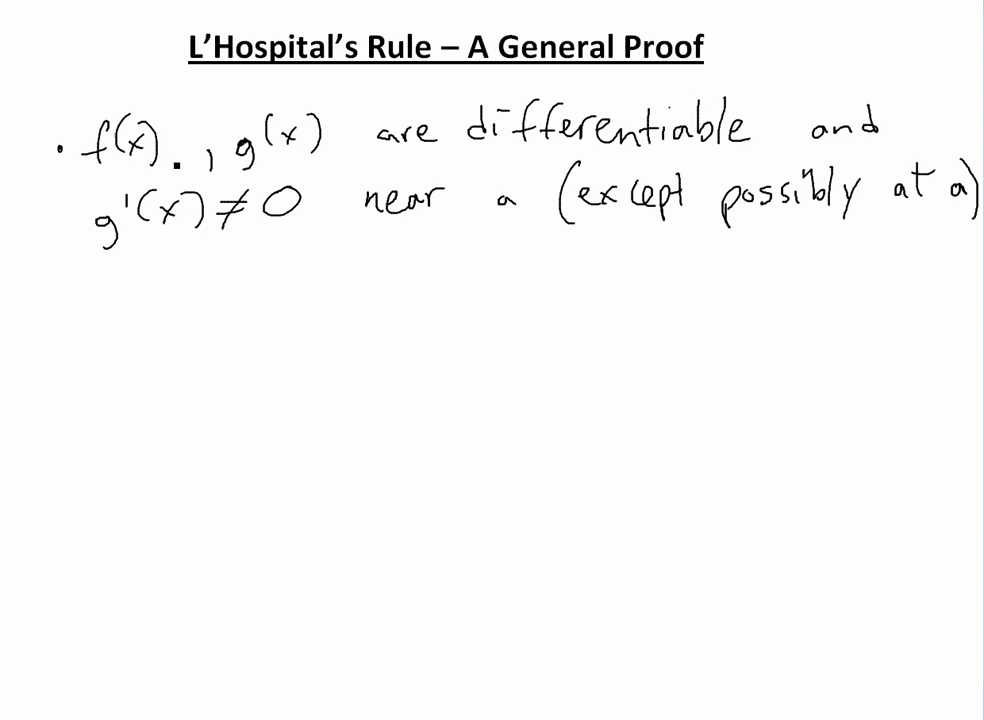 L’Hospital’s Rule – A General Proof
· f(x). , g(x) are differentiable and
g'(x) ≠ 0 near a (except possibly at a)